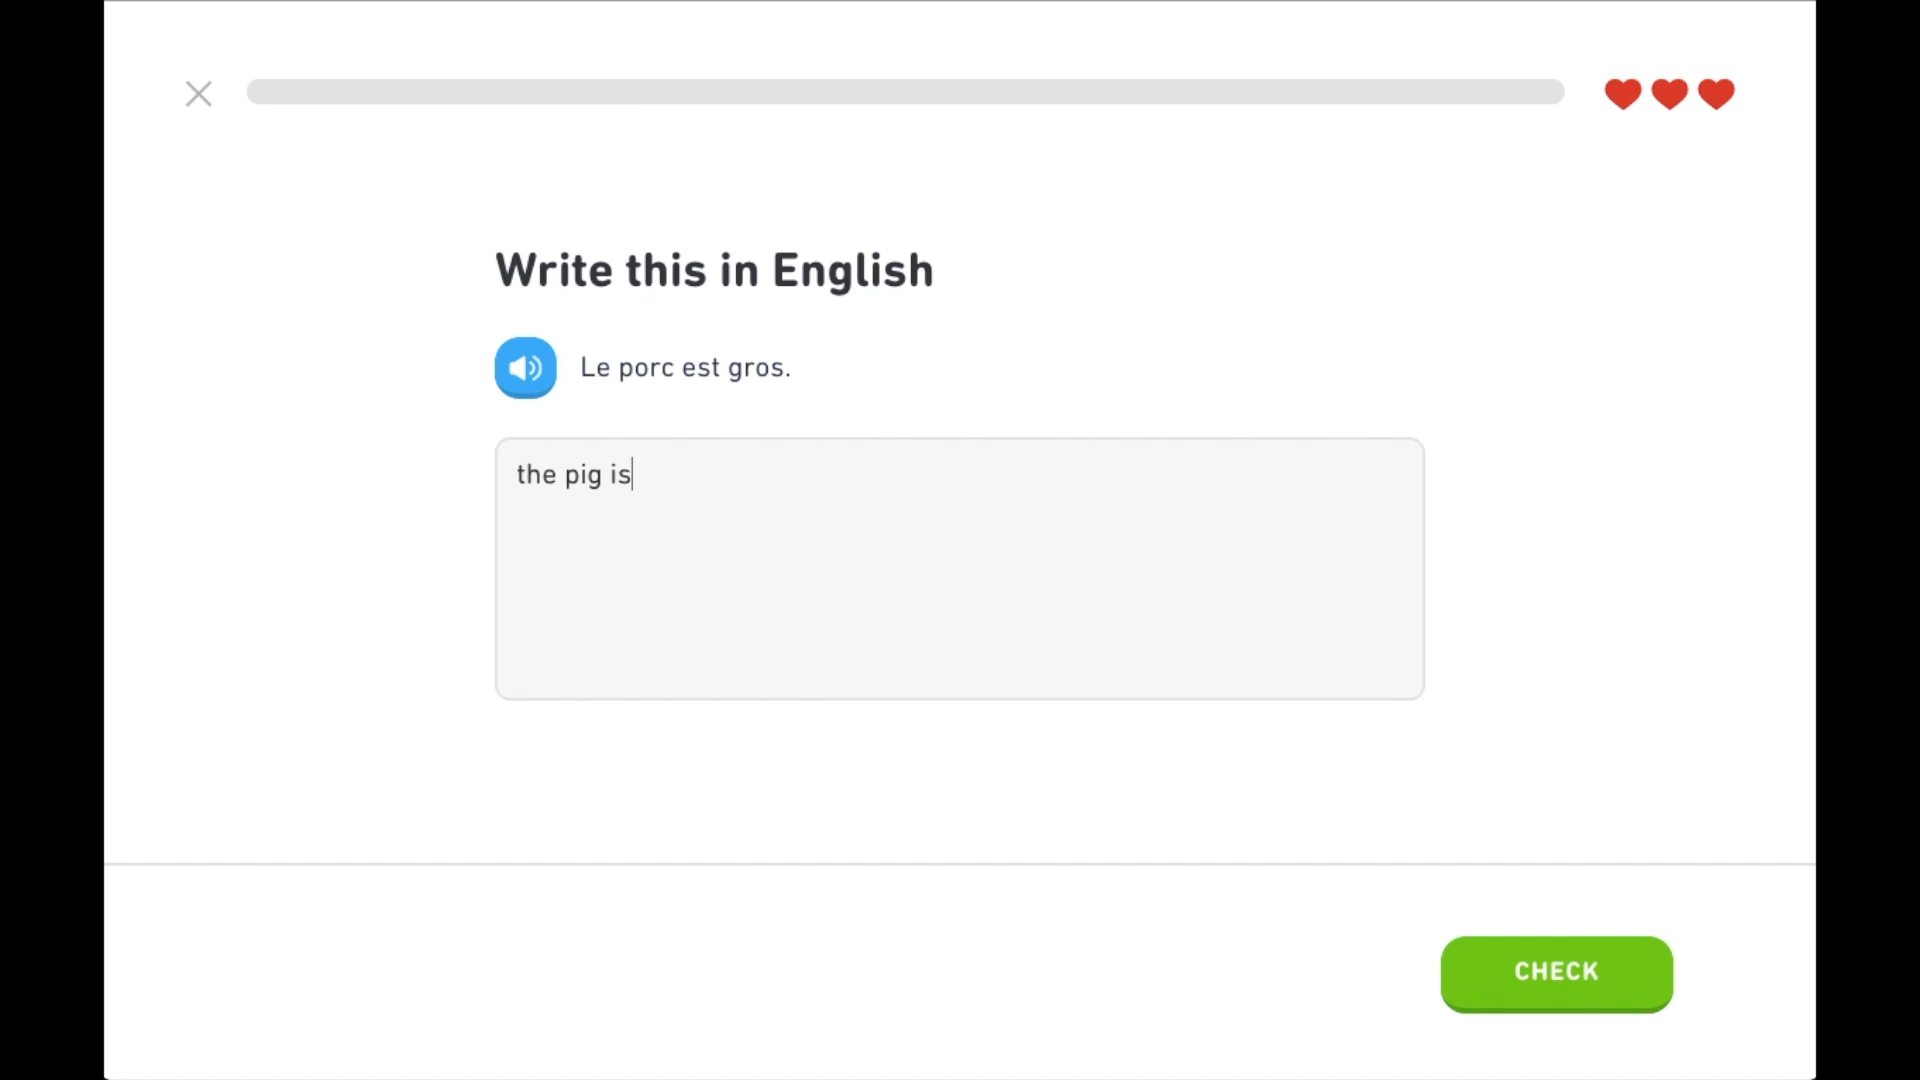 Write this in English
Le porc est gros.
the pig is
CHECK